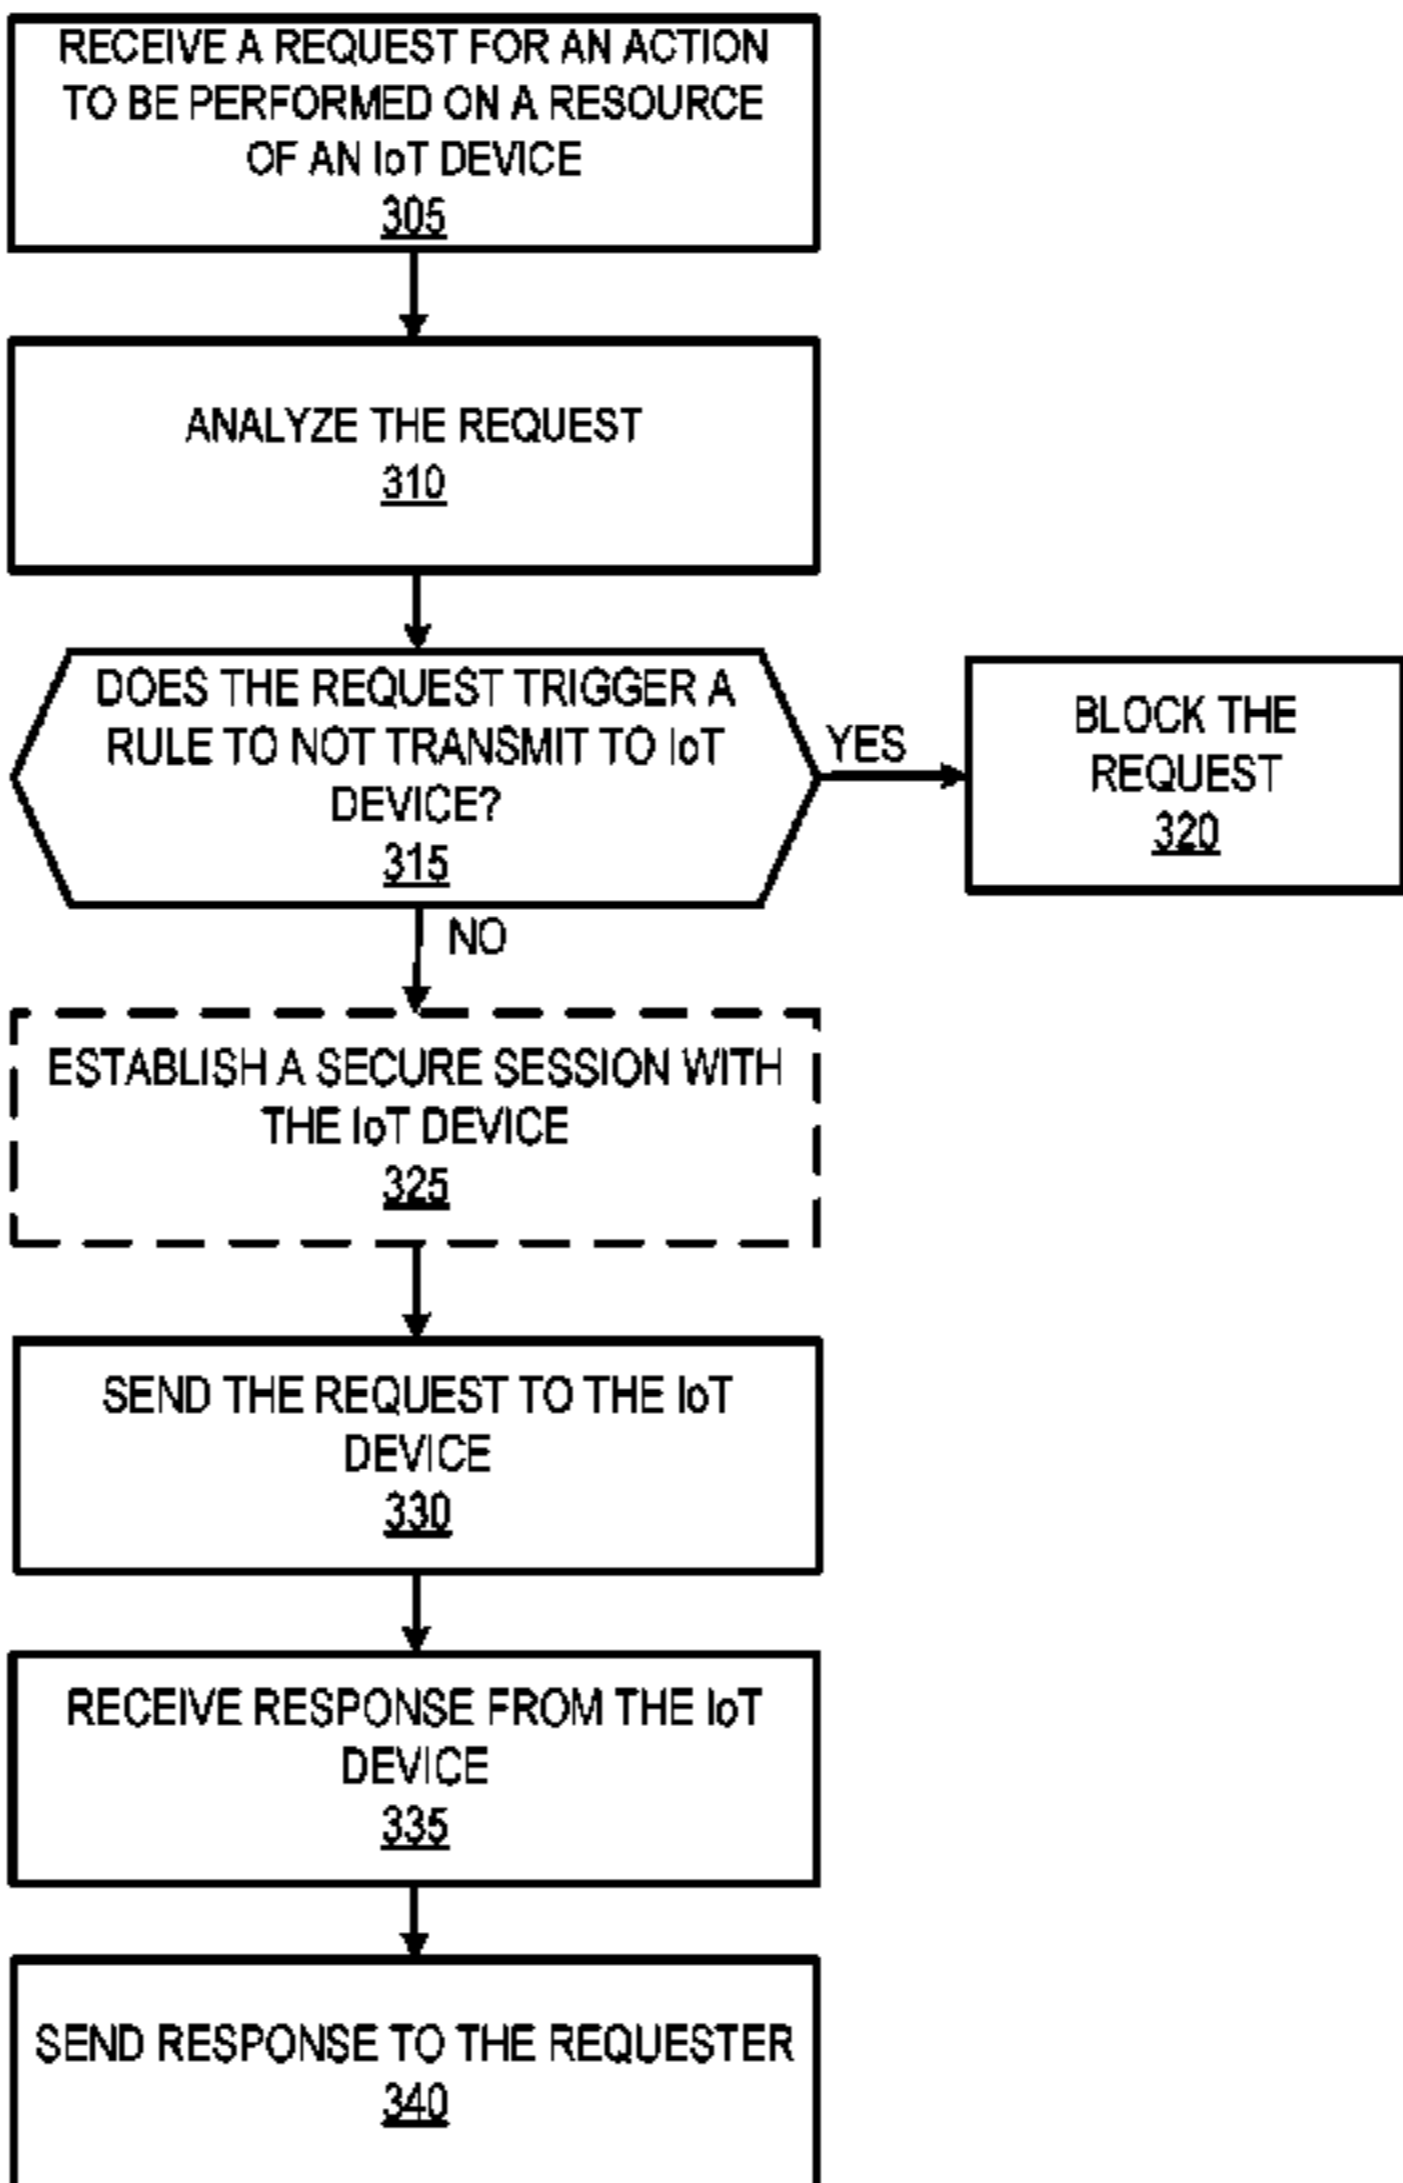 RECEIVE A REQUEST FOR AN ACTION
TO BE PERFORMED ON A RESOURCE
OF AN IoT DEVICE
305
ANALYZE THE REQUEST
310
DOES THE REQUEST TRIGGER A
RULE TO NOT TRANSMIT TO IoT
DEVICE?
315
YES
BLOCK THE
REQUEST
320
NO
ESTABLISH A SECURE SESSION WITH
THE IoT DEVICE
325
SEND THE REQUEST TO THE IoT
DEVICE
330
RECEIVE RESPONSE FROM THE IoT
DEVICE
335
SEND RESPONSE TO THE REQUESTER
340